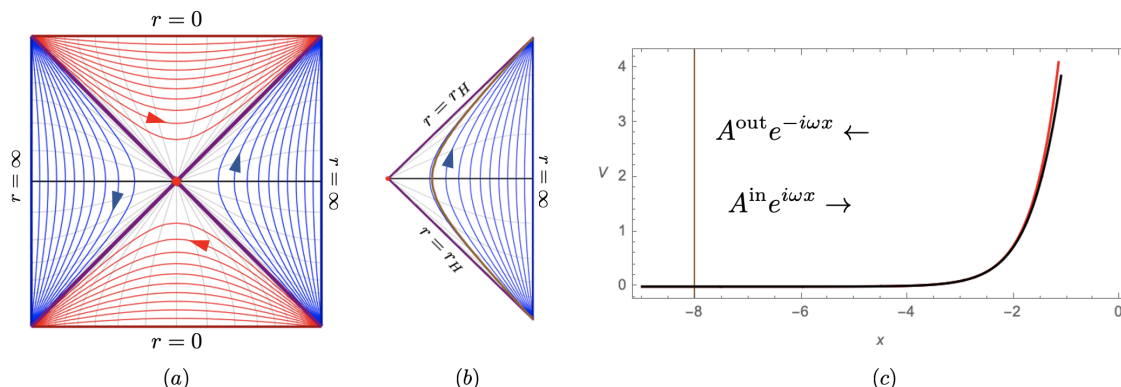 r = 0
r = ∞
r = ∞
r = 0
(a)
r = r_H
r = r_H
r = ∞
(b)
V
4
3
2
1
0
A^out e^{-iωx} ←
A^in e^{iωx} →
-8
-6
-4
-2
0
x
(c)